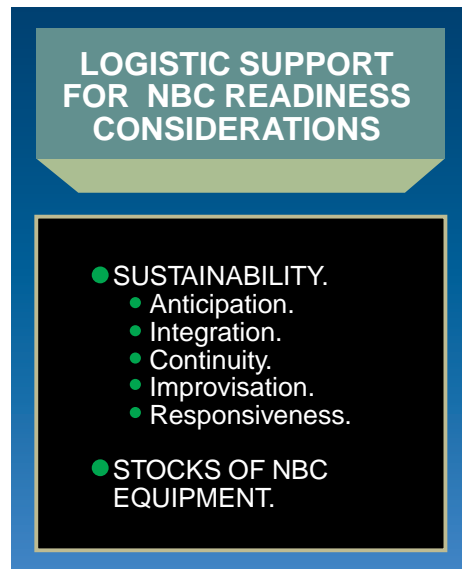 LOGISTIC SUPPORT
FOR NBC READINESS
CONSIDERATIONS
SUSTAINABILITY.
Anticipation.
Integration.
Continuity.
Improvisation.
Responsiveness.
STOCKS OF NBC
EQUIPMENT.